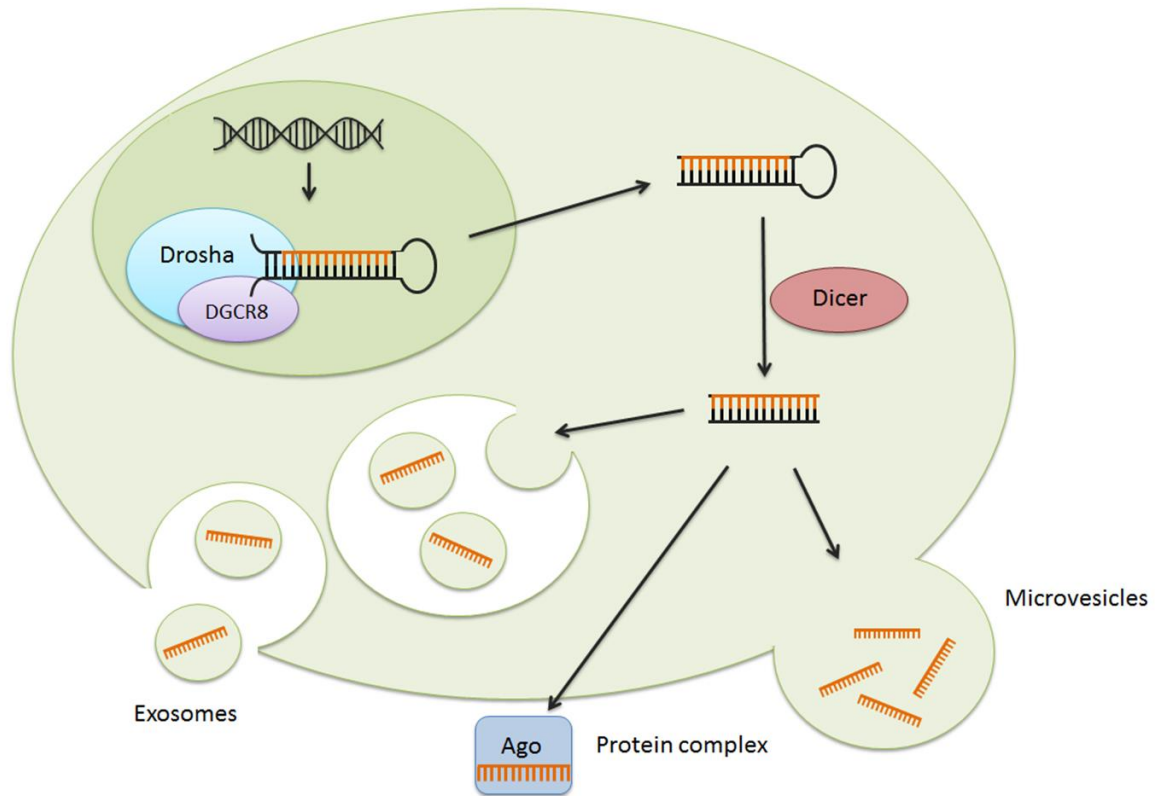 Drosha
DGCR8
Dicer
Microvesicles
Exosomes
Ago
Protein complex